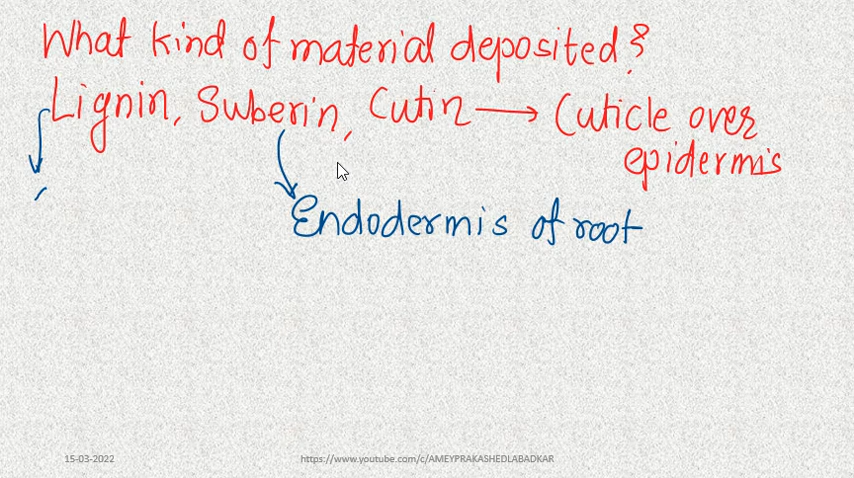 What kind of material deposited?
Lignin, Suberin, Cutin → Cuticle over
epidermis
Endodermis of root
15-03-2022
https://www.youtube.com/c/AMEYPRAKASHEDLABADKAR